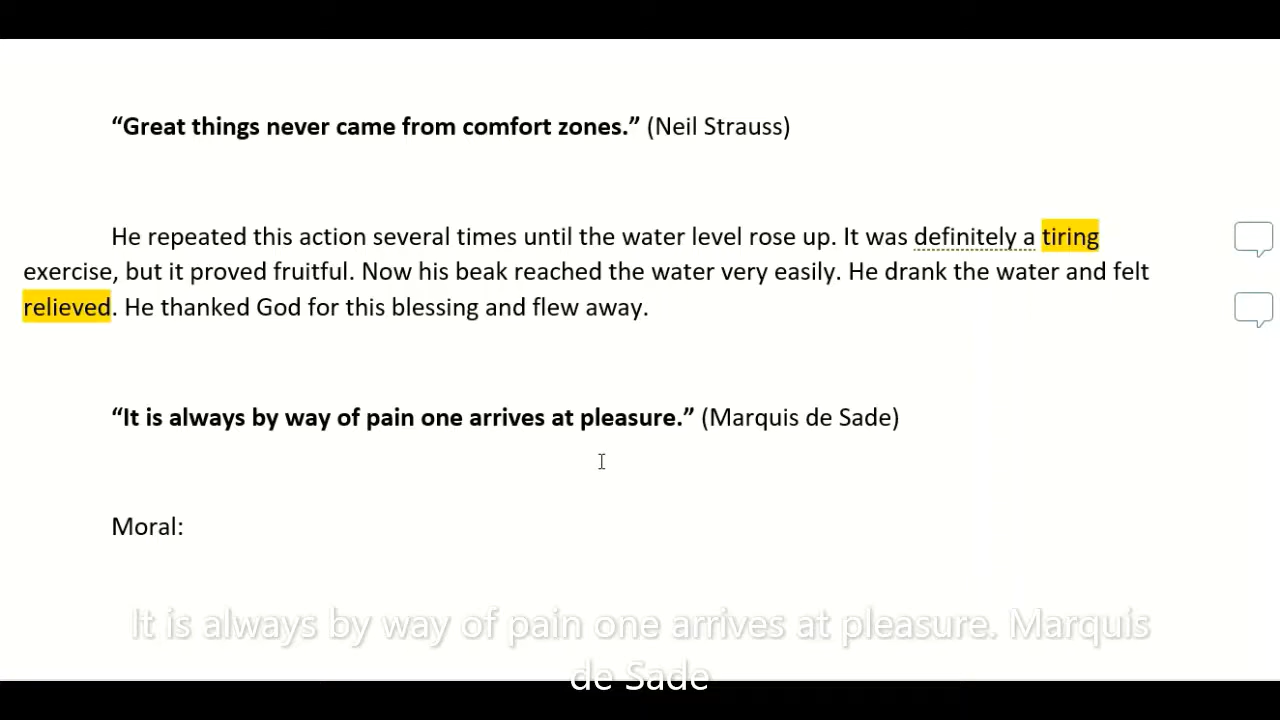 “Great things never came from comfort zones.” (Neil Strauss)
He repeated this action several times until the water level rose up. It was definitely a tiring
exercise, but it proved fruitful. Now his beak reached the water very easily. He drank the water and felt
relieved. He thanked God for this blessing and flew away.
“It is always by way of pain one arrives at pleasure.” (Marquis de Sade)
Moral:
It is always by way of pain one arrives at pleasure. Marquis
de Sade